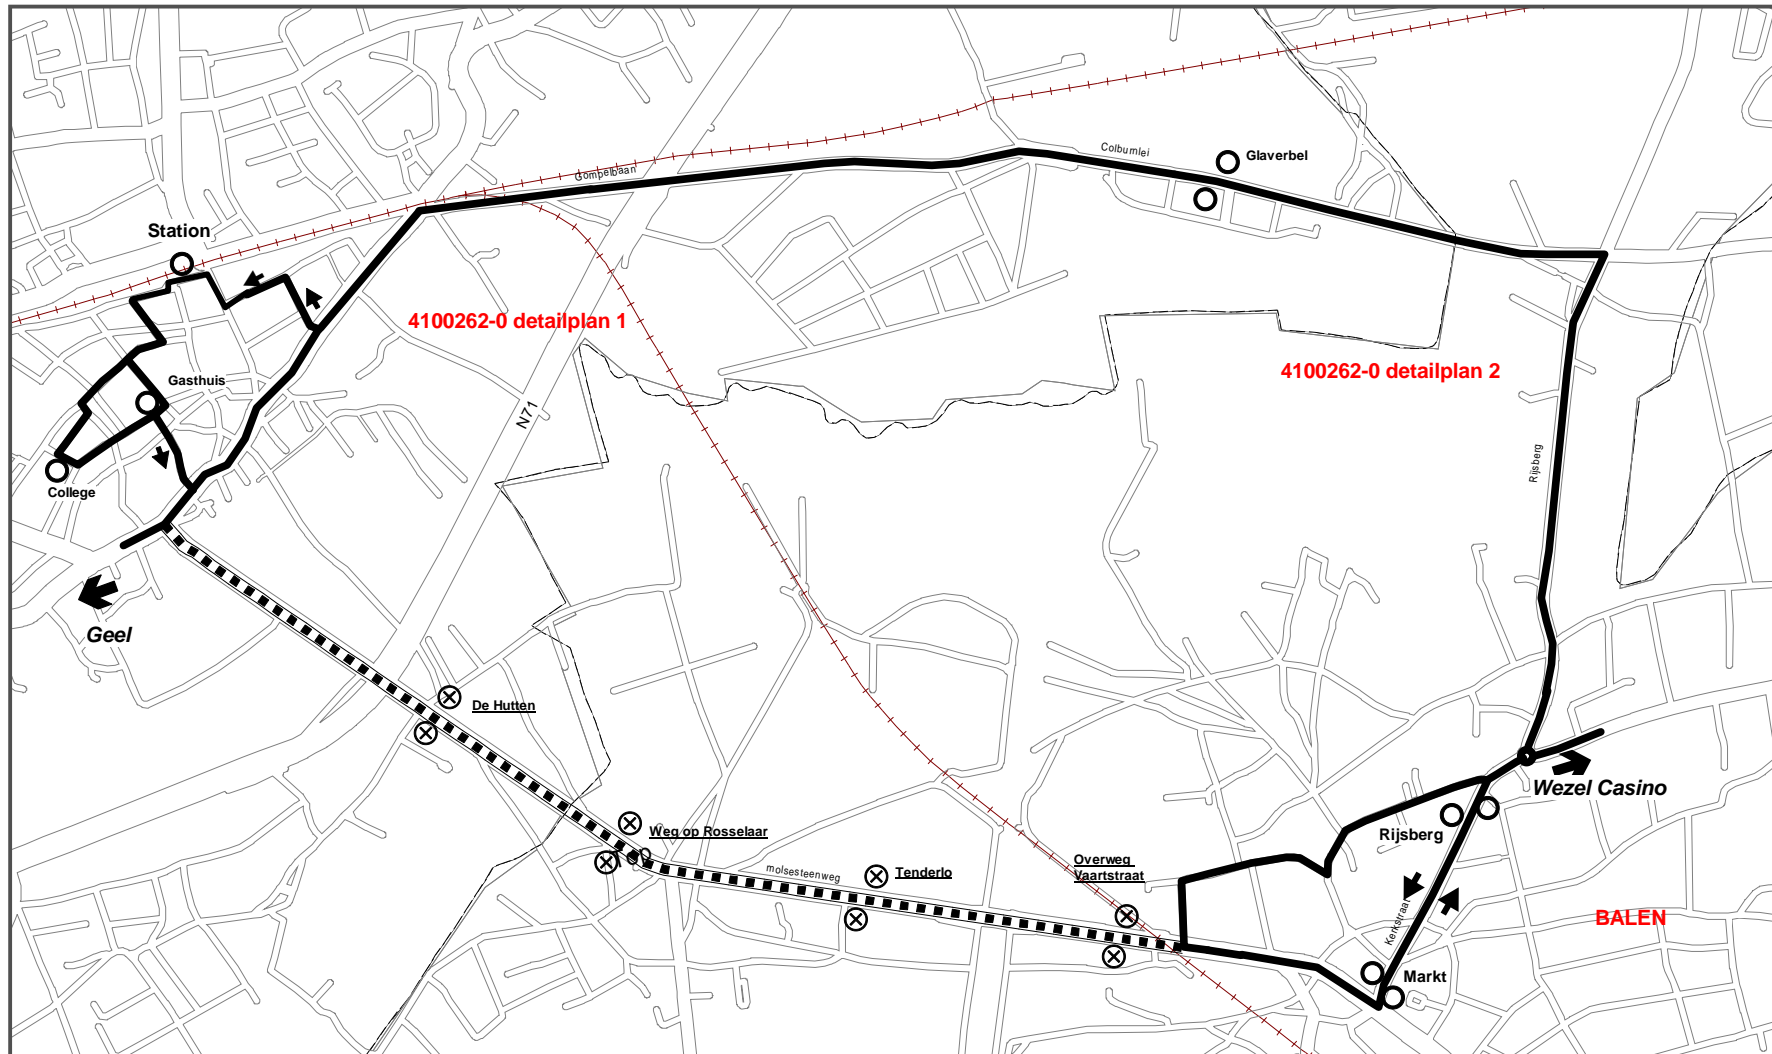 Gompelbaan
Colburnlei
Glaverbel
Station
4100262-0 detailplan 1
4100262-0 detailplan 2
Gasthuis
N71
Rijsberg
College
Geel
De Hutten
Wezel Casino
Weg op Rosselaar
Rijsberg
molsesteenweg
Tenderlo
Overweg
Vaartstraat
Kerkstraat
BALEN
Markt